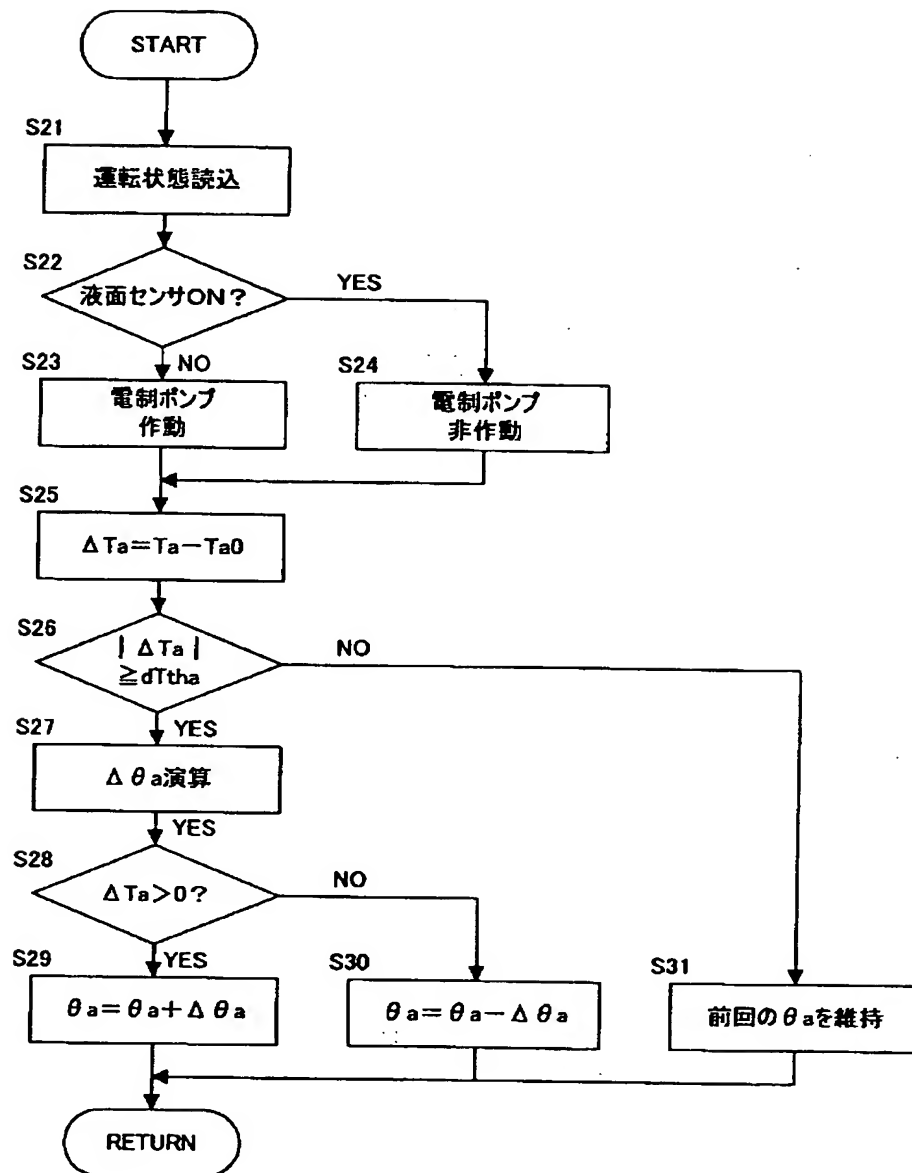 START
S21
運転状態読込
S22
液面センサON?
YES
S23
NO
S24
電制ポンプ
作動
電制ポンプ
非作動
S25
ΔTa=Ta-Ta0
S26
| ΔTa |
≧dTtha
NO
S27
YES
Δθa演算
YES
S28
ΔTa>0?
NO
S29
YES
S30
S31
θa=θa+Δθa
θa=θa-Δθa
前回のθaを維持
RETURN